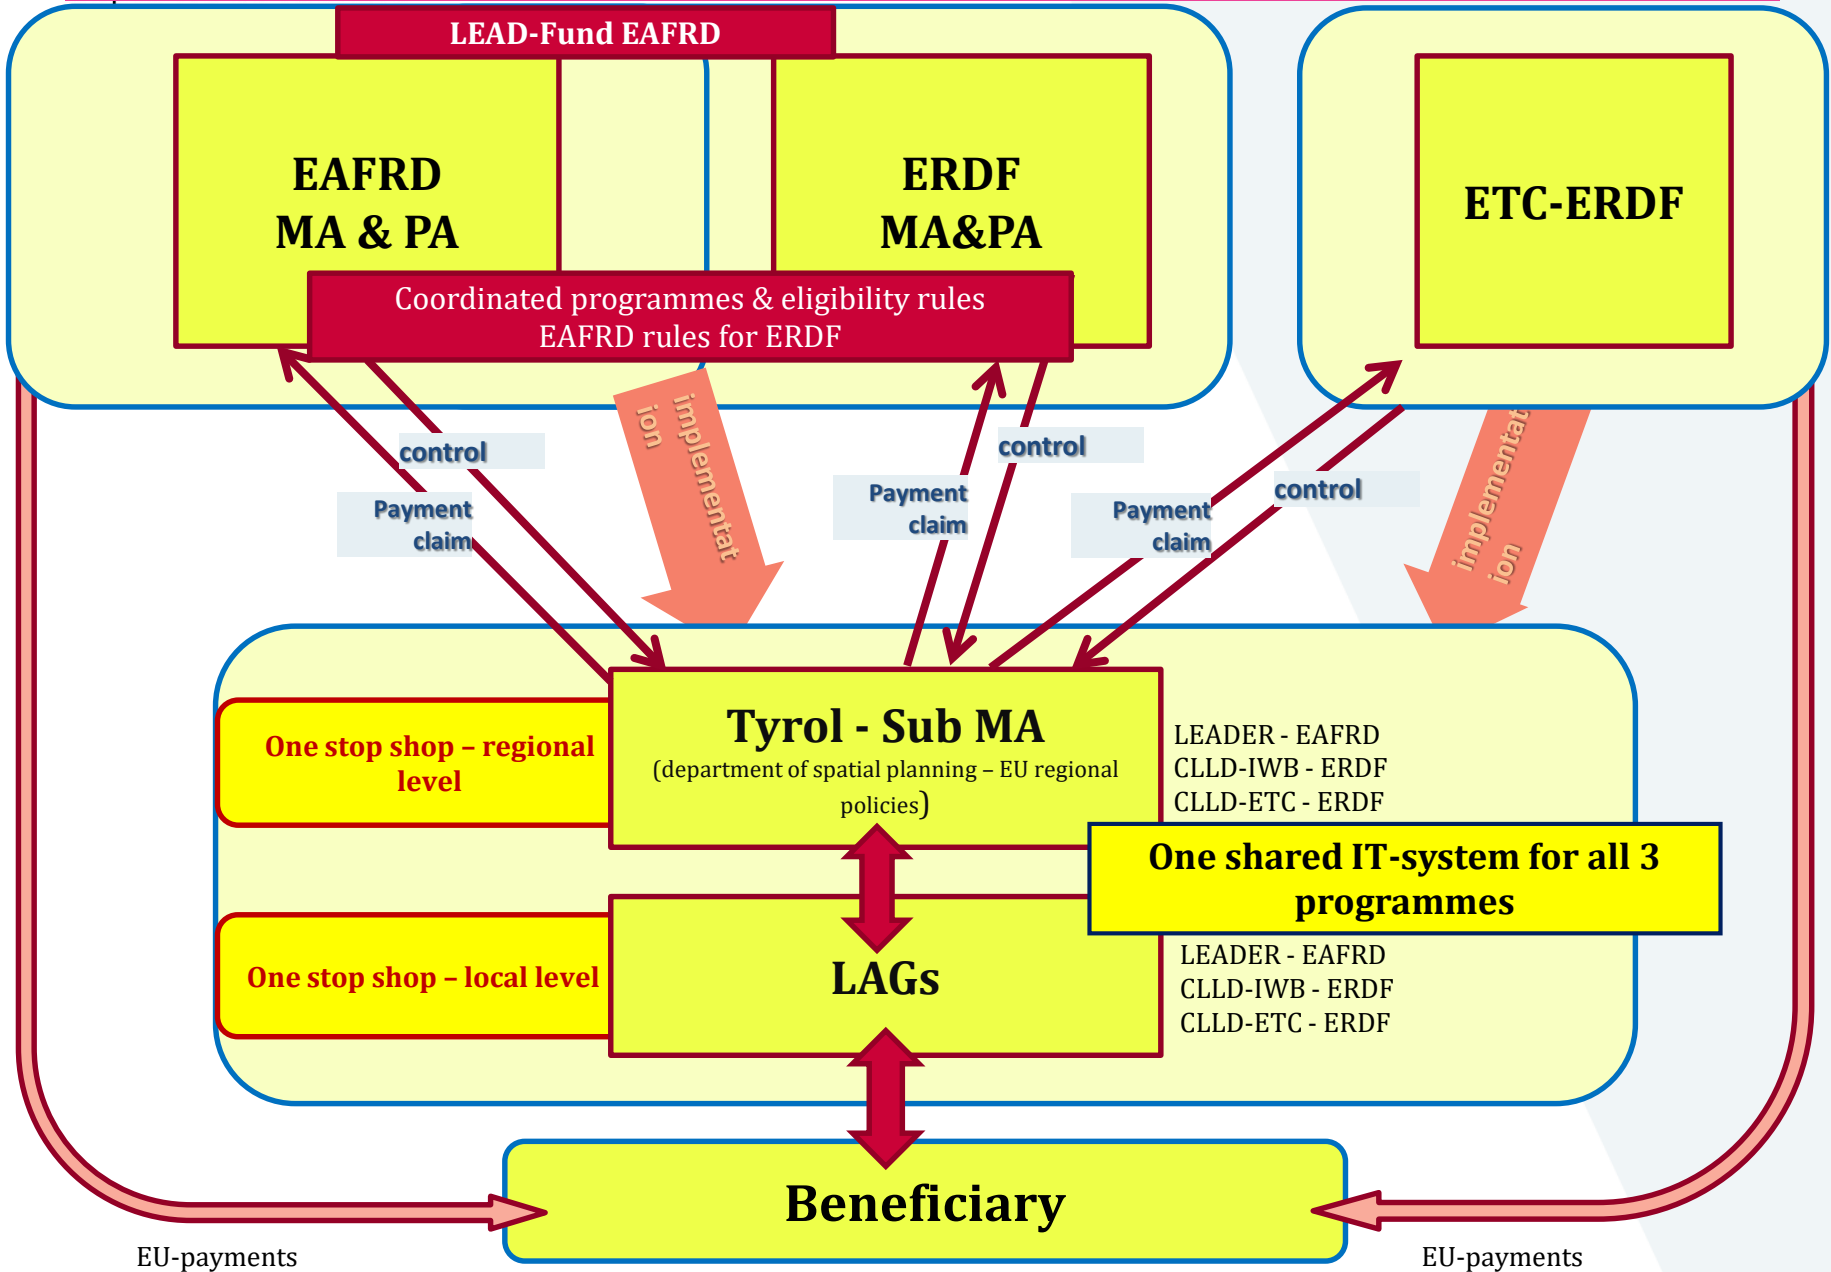 LEAD-Fund EAFRD
EAFRD
MA & PA
ERDF
MA&PA
ETC-ERDF
Coordinated programmes & eligibility rules
EAFRD rules for ERDF
implementat
ion
control
Payment
claim
control
Payment
claim
control
Payment
claim
implementat
ion
One stop shop – regional
level
Tyrol - Sub MA
(department of spatial planning – EU regional
policies)
LEADER - EAFRD
CLLD-IWB - ERDF
CLLD-ETC - ERDF
One shared IT-system for all 3
programmes
One stop shop – local level
LAGs
LEADER - EAFRD
CLLD-IWB - ERDF
CLLD-ETC - ERDF
Beneficiary
EU-payments
EU-payments